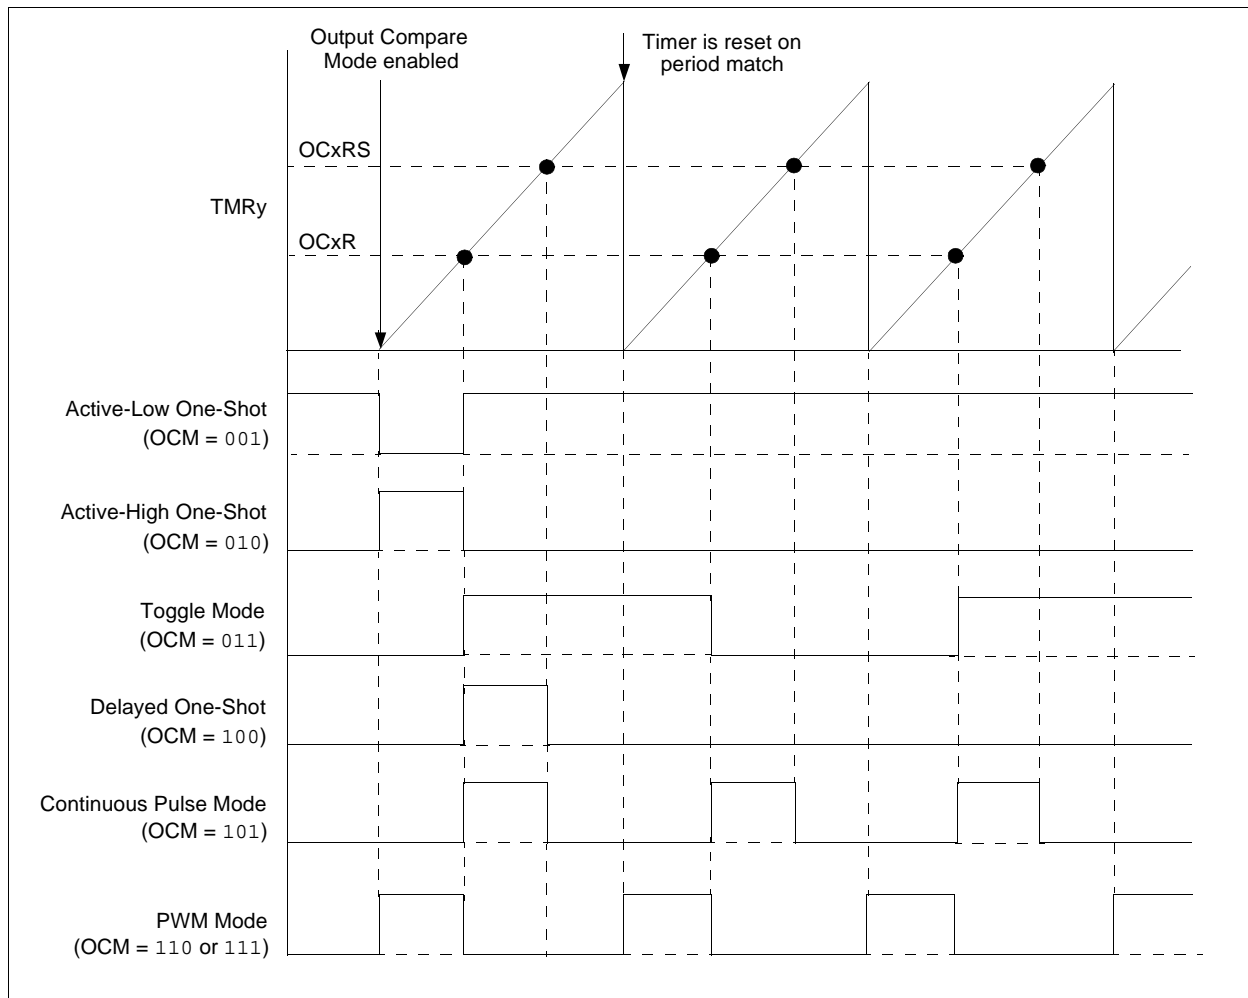 Output Compare
Mode enabled
Timer is reset on
period match
OCxRS
TMRy
OCxR
Active-Low One-Shot
(OCM = 001)
Active-High One-Shot
(OCM = 010)
Toggle Mode
(OCM = 011)
Delayed One-Shot
(OCM = 100)
Continuous Pulse Mode
(OCM = 101)
PWM Mode
(OCM = 110 or 111)